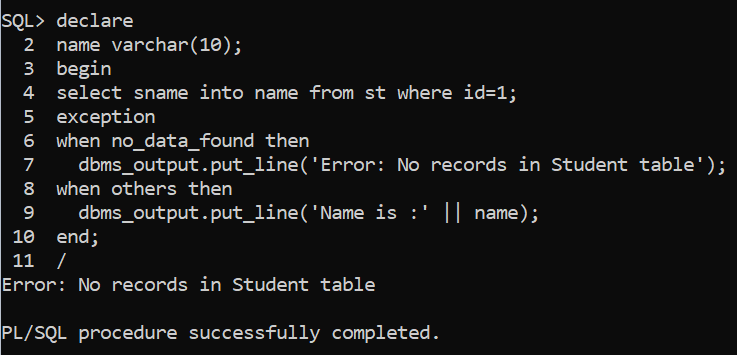 SQL> declare
  2  name varchar(10);
  3  begin
  4  select sname into name from st where id=1;
  5  exception
  6  when no_data_found then
  7    dbms_output.put_line('Error: No records in Student table');
  8  when others then
  9    dbms_output.put_line('Name is :' || name);
 10  end;
 11  /
Error: No records in Student table

PL/SQL procedure successfully completed.